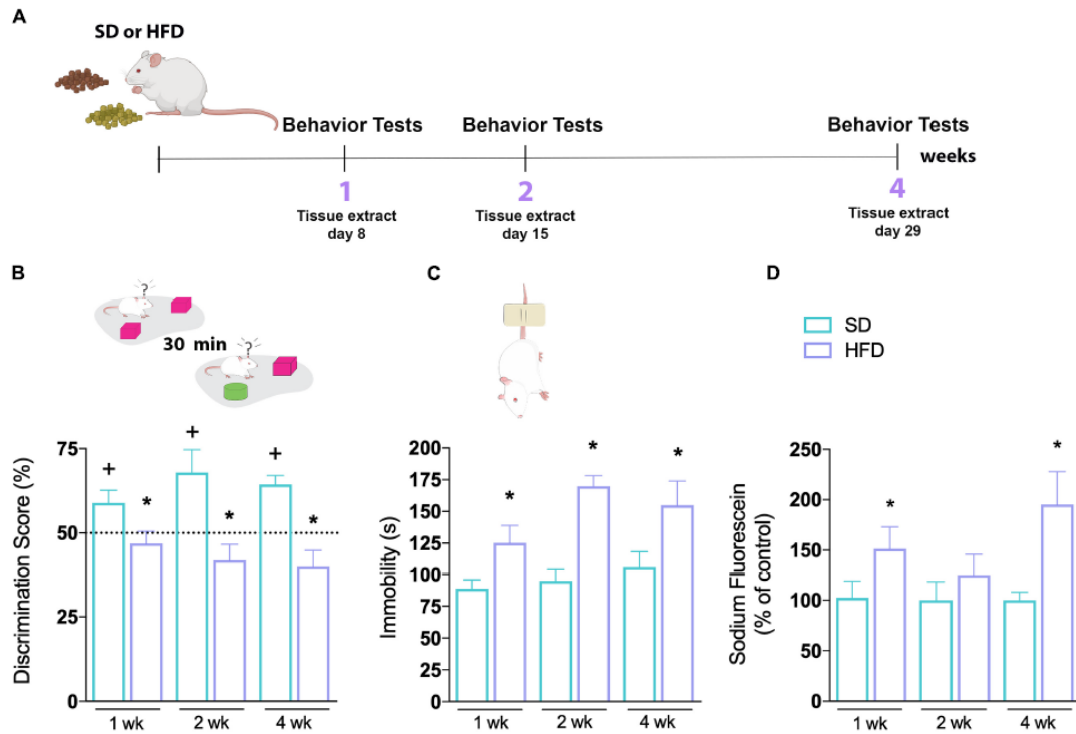 A
SD or HFD
Behavior Tests
Behavior Tests
Behavior Tests
weeks
1
2
4
Tissue extract
day 8
Tissue extract
day 15
Tissue extract
day 29
B
?
30 min
?
+
+
+
*
*
*
Discrimination Score (%)
75
50
25
0
1 wk
2 wk
4 wk
C
*
*
*
Immobility (s)
200
175
150
125
100
75
50
25
0
1 wk
2 wk
4 wk
D
SD
HFD
*
*
Sodium Fluorescein
(% of control)
250
200
150
100
50
0
1 wk
2 wk
4 wk